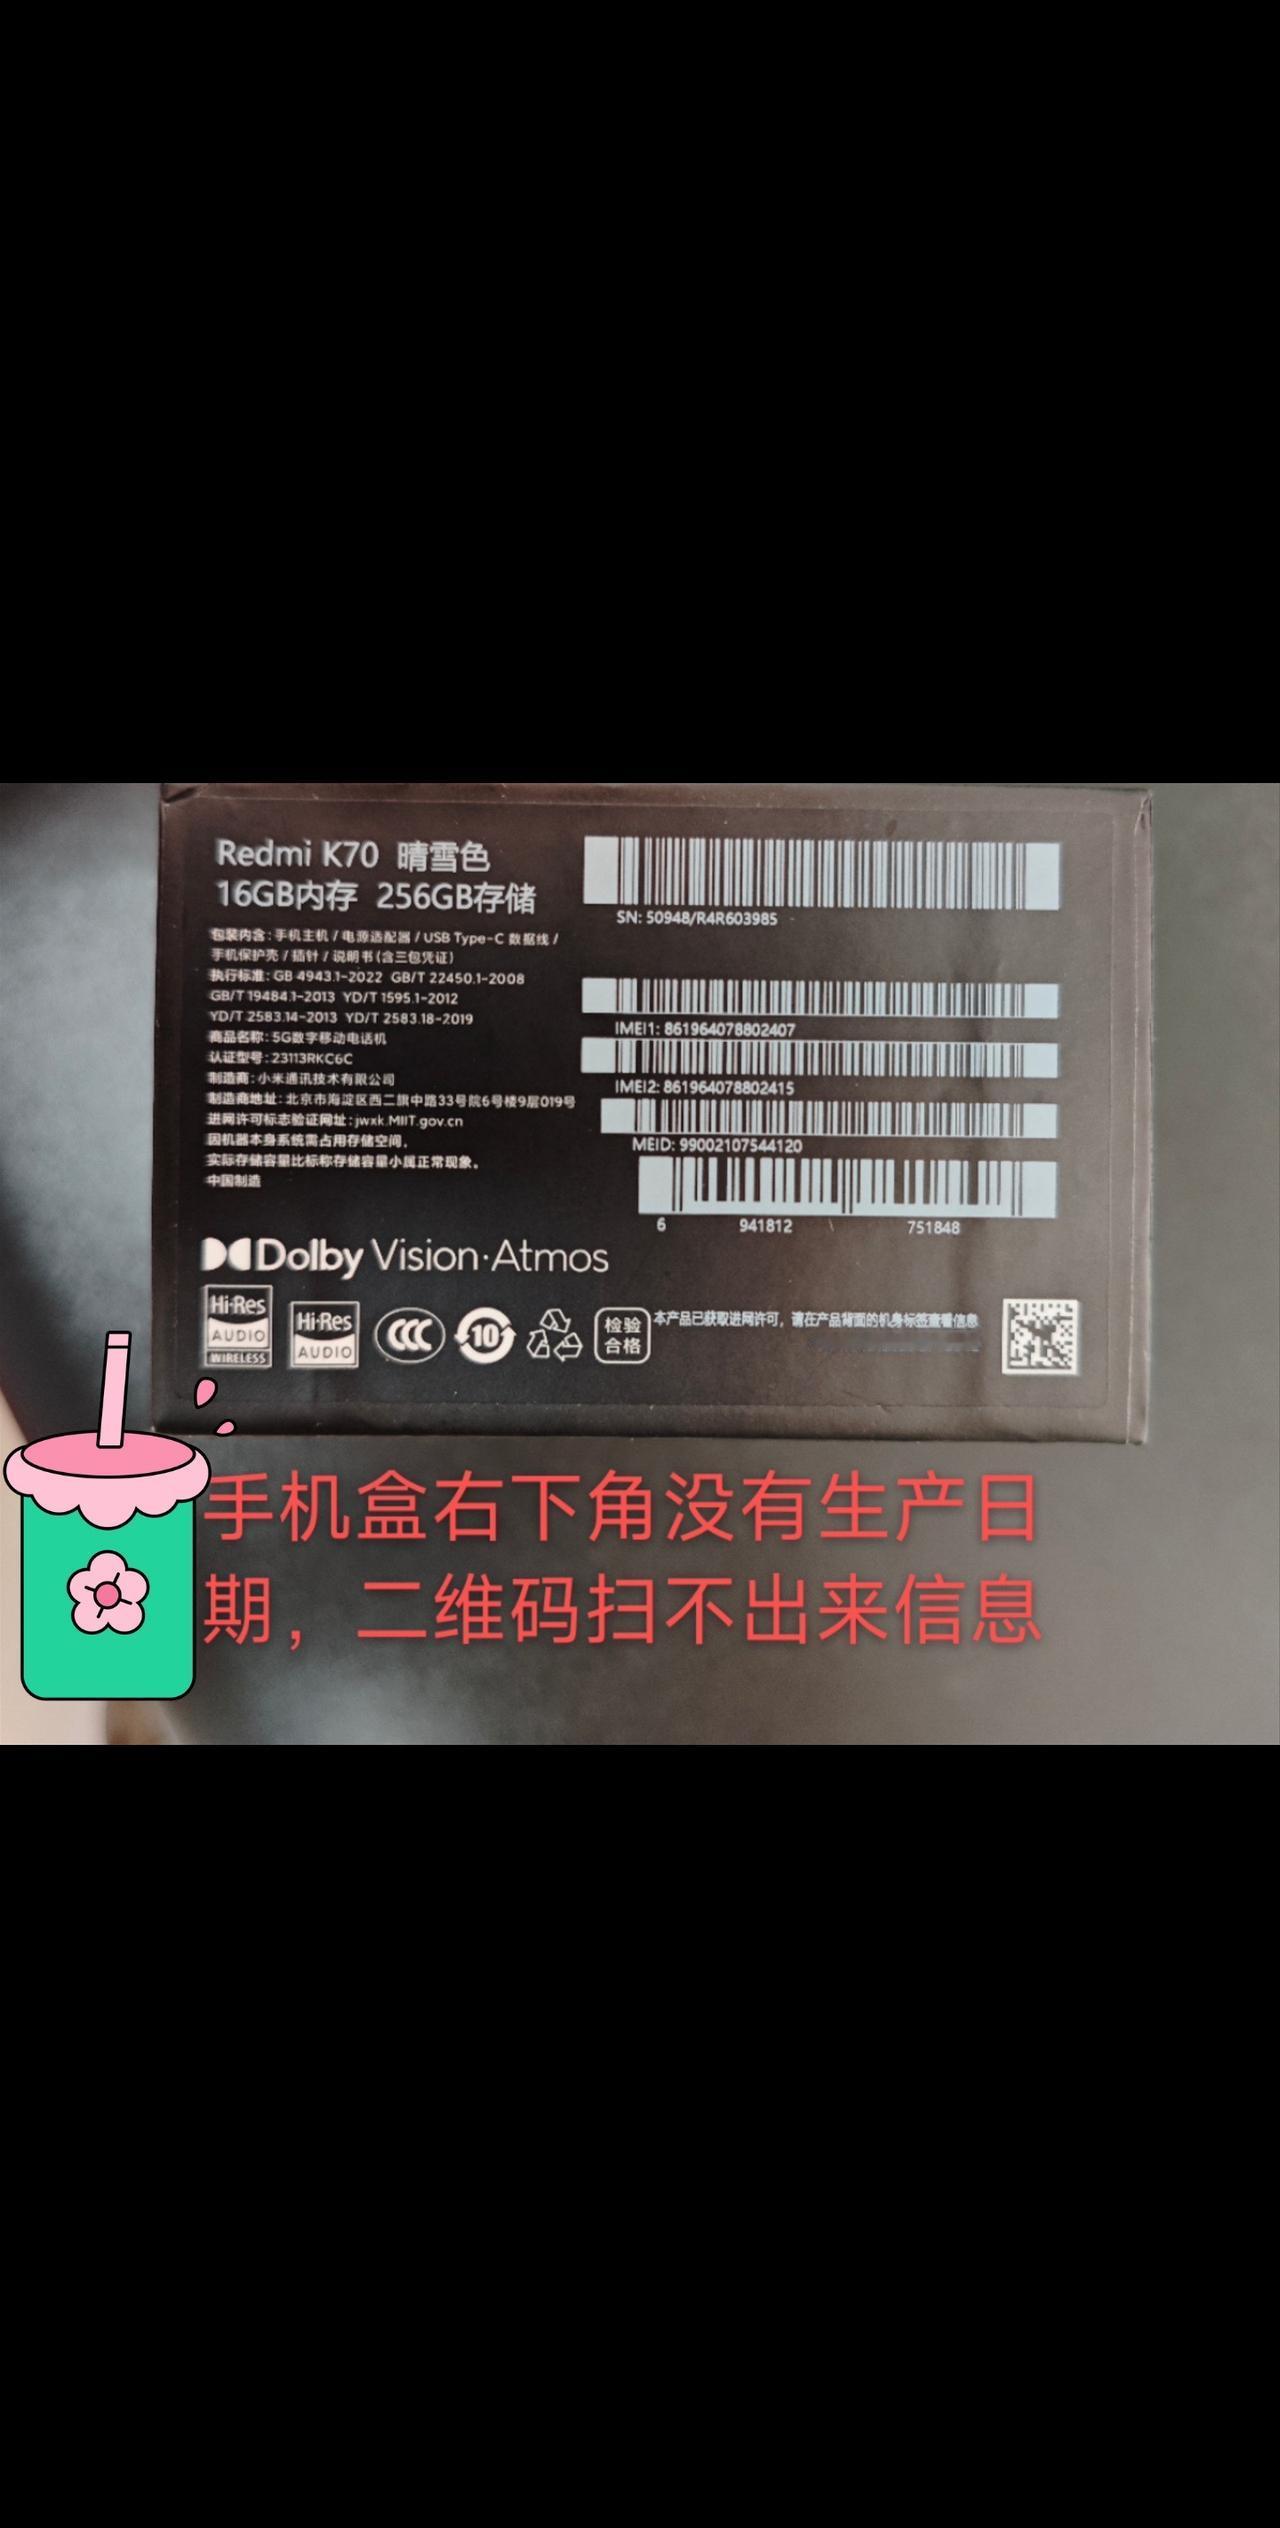 Redmi K70 晴雪色
16GB内存 256GB存储
包装内含: 手机主机 / 电源适配器 / USB Type-C 数据线 /
手机保护壳 / 插针 / 说明书(含三包凭证)
执行标准: GB 4943.1-2022 GB/T 22450.1-2008
GB/T 19484.1-2013 YD/T 1595.1-2012
YD/T 2583.14-2013 YD/T 2583.18-2019
商品名称: 5G数字移动电话机
认证型号: 23113RKC6C
制造商: 小米通讯技术有限公司
制造商地址: 北京市海淀区西二旗中路33号院6号楼9层019号
进网许可标志验证网址: jwxk.MIIT.gov.cn
因机器本身系统需占用存储空间,
实际存储容量比标称存储容量小属正常现象。
中国制造
SN: 50948/R4R603985
IMEI1: 861964078802407
IMEI2: 861964078802415
MEID: 99002107544120
6 941812 751848
Dolby Vision·Atmos
Hi-Res
AUDIO
WIRELESS
Hi-Res
AUDIO
CCC
10
检验
合格
本产品已获取进网许可, 请在产品背面的机身标签查看信息
手机盒右下角没有生产日
期，二维码扫不出来信息